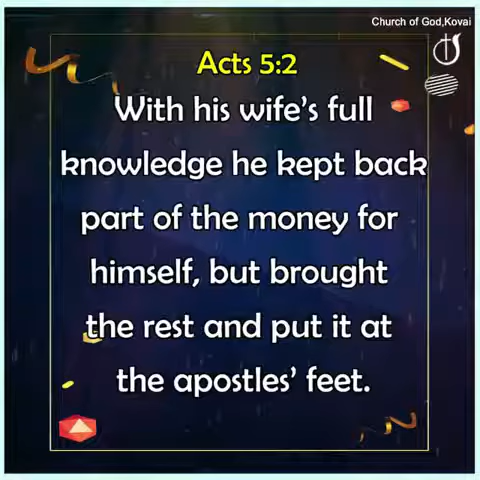 Church of God,Kovai
Acts 5:2
With his wife's full
knowledge he kept back
part of the money for
himself, but brought
the rest and put it at
the apostles' feet.